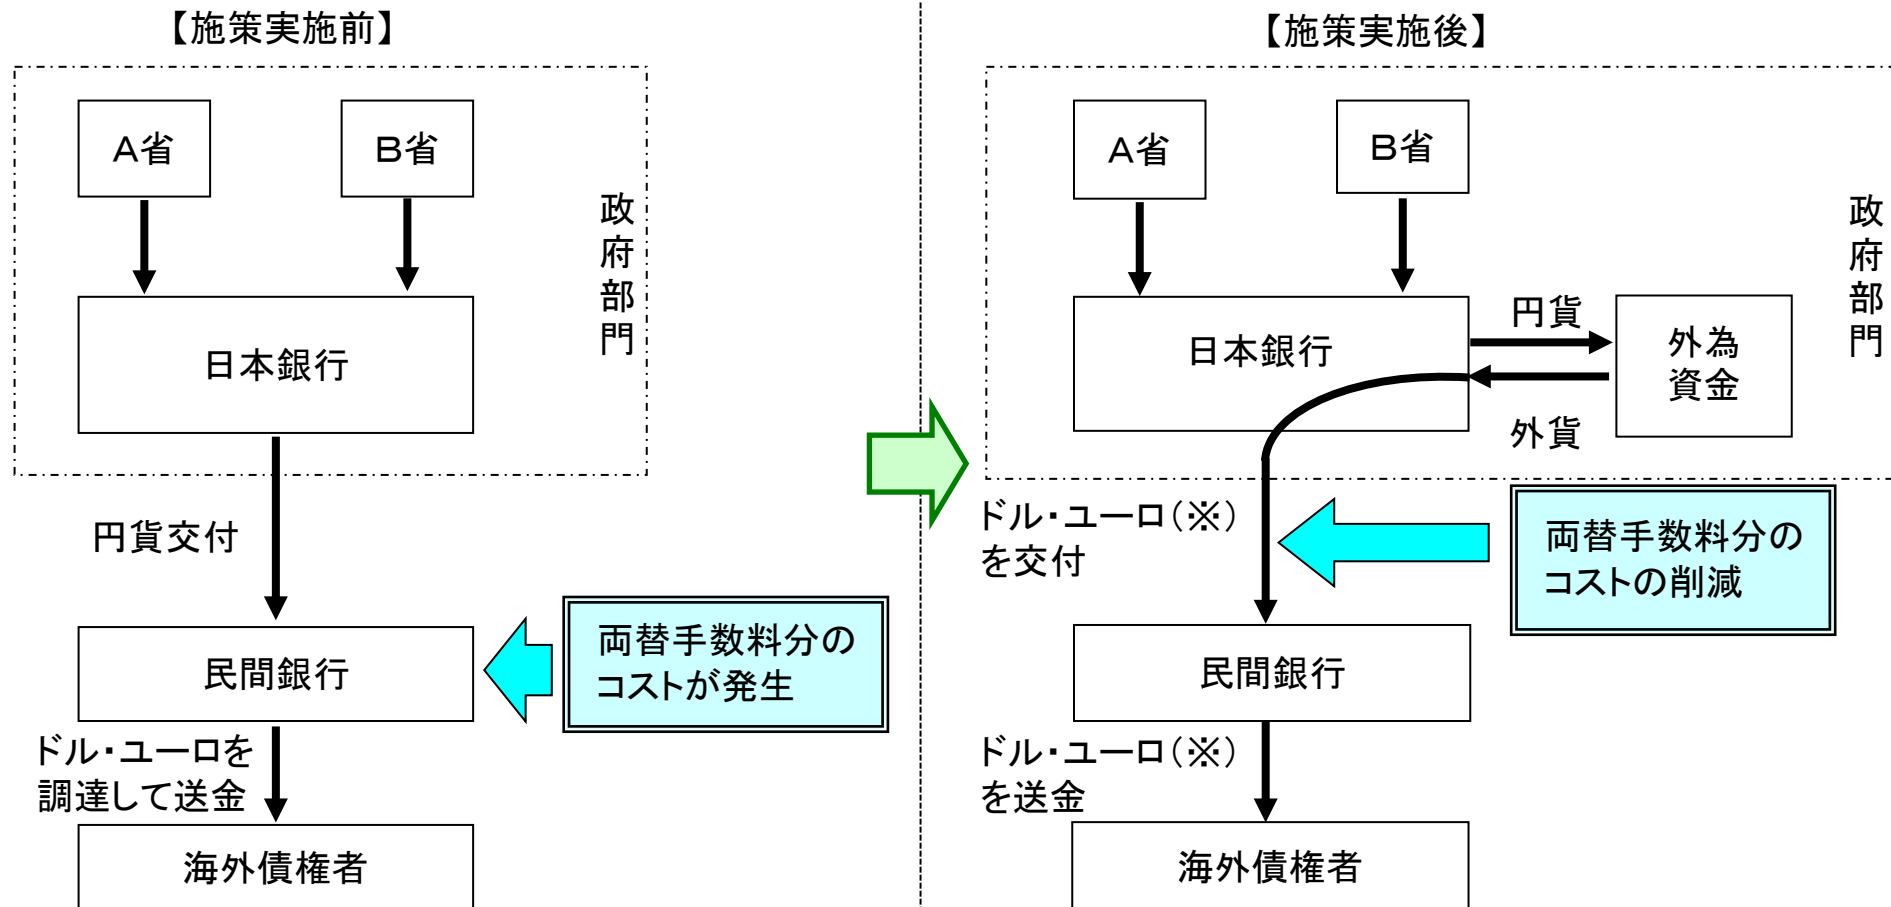 【施策実施前】
A省
B省
政府部門
日本銀行
円貨交付
民間銀行
両替手数料分の
コストが発生
ドル・ユーロを
調達して送金
海外債権者
【施策実施後】
A省
B省
政府部門
日本銀行
円貨
外為
資金
外貨
ドル・ユーロ(※)
を交付
両替手数料分の
コストの削減
民間銀行
ドル・ユーロ(※)
を送金
海外債権者